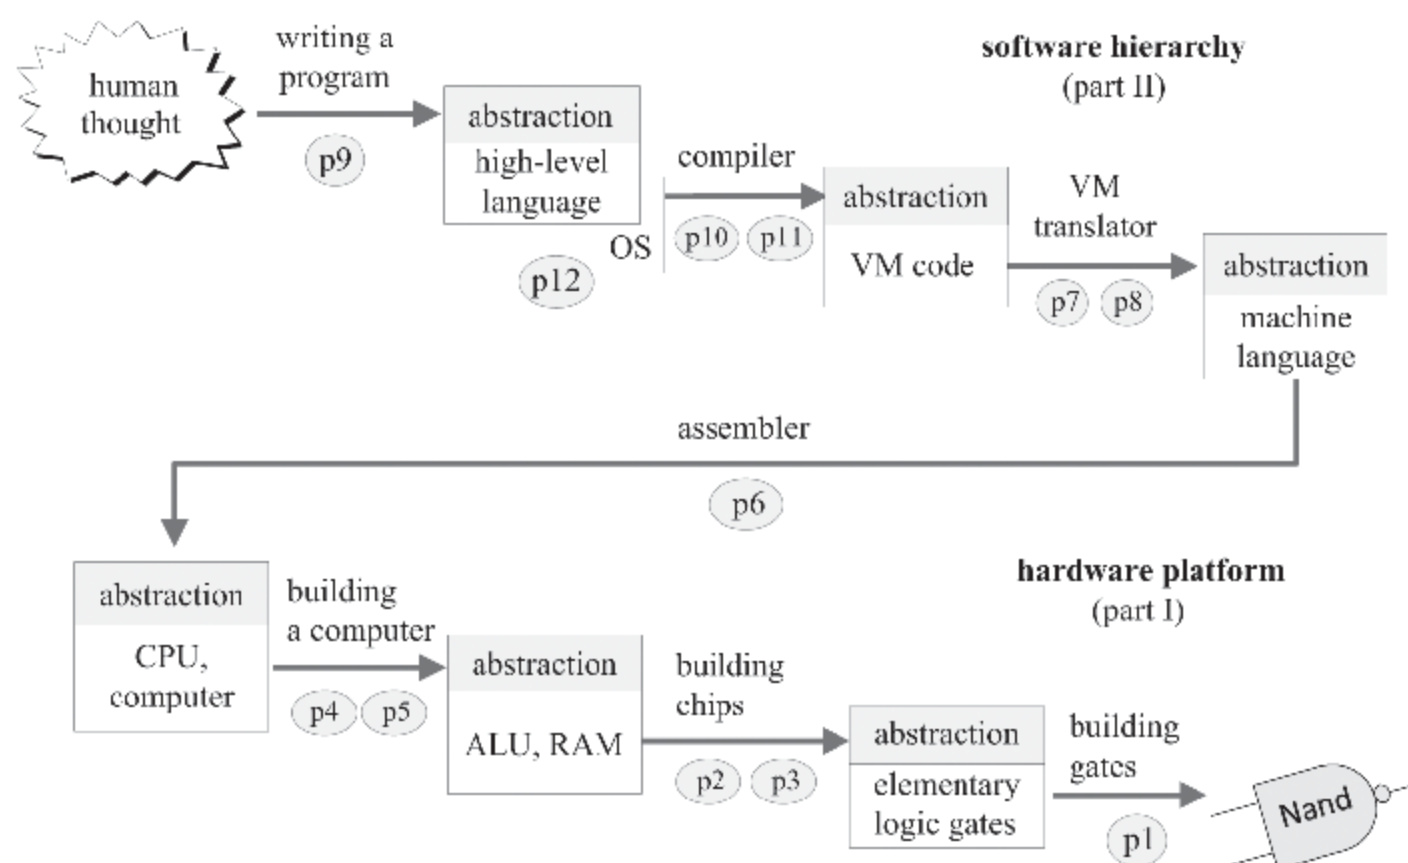 human
thought
writing a
program
p9
abstraction
high-level
language
OS
p12
software hierarchy
(part II)
compiler
p10 p11
abstraction
VM code
VM
translator
p7 p8
abstraction
machine
language
assembler
p6
hardware platform
(part I)
abstraction
CPU,
computer
building
a computer
p4 p5
abstraction
ALU, RAM
building
chips
p2 p3
abstraction
elementary
logic gates
building
gates
p1
Nand